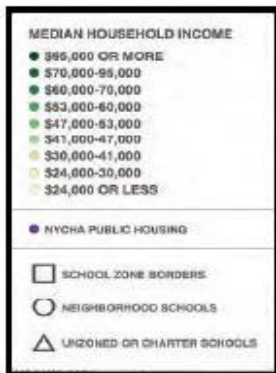 MEDIAN HOUSEHOLD INCOME
$95,000 OR MORE
$70,000-95,000
$60,000-70,000
$53,000-60,000
$47,000-53,000
$41,000-47,000
$30,000-41,000
$24,000-30,000
$24,000 OR LESS
NYCHA PUBLIC HOUSING
SCHOOL ZONE BORDERS
NEIGHBORHOOD SCHOOLS
UNZONED OR CHARTER SCHOOLS